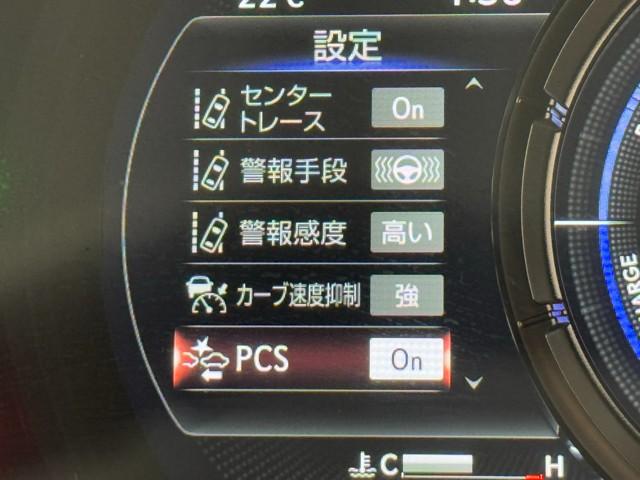 22℃
設定
センター
トレース On
警報手段
警報感度 高い
カーブ速度抑制 強
PCS On
C H